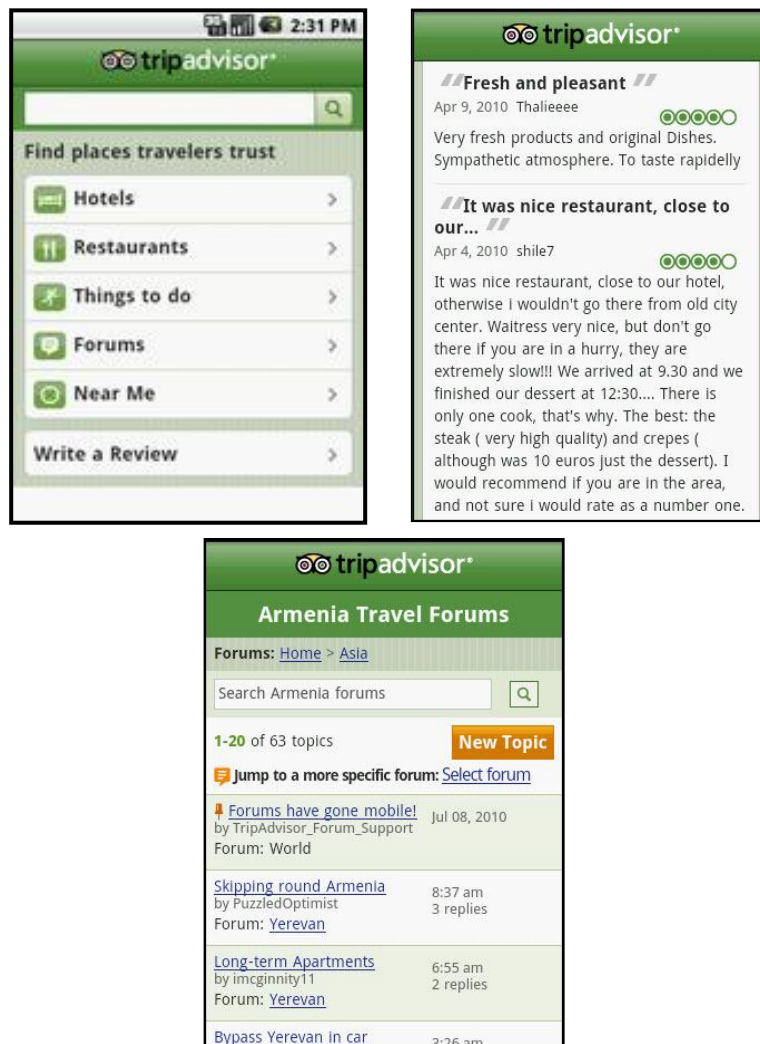 2:31 PM
tripadvisor
Find places travelers trust
Hotels
Restaurants
Things to do
Forums
Near Me
Write a Review
tripadvisor
"Fresh and pleasant"
Apr 9, 2010 Thalieeee
Very fresh products and original Dishes.
Sympathetic atmosphere. To taste rapidelly
"It was nice restaurant, close to
our... "
Apr 4, 2010 shile7
It was nice restaurant, close to our hotel,
otherwise i wouldn't go there from old city
center. Waitress very nice, but don't go
there if you are in a hurry, they are
extremely slow!!! We arrived at 9.30 and we
finished our dessert at 12:30.... There is
only one cook, that's why. The best: the
steak ( very high quality) and crepes (
although was 10 euros just the dessert). I
would recommend if you are in the area,
and not sure i would rate as a number one.
tripadvisor
Armenia Travel Forums
Forums: Home > Asia
Search Armenia forums
1-20 of 63 topics
New Topic
Jump to a more specific forum: Select forum
Forums have gone mobile! Jul 08, 2010
by TripAdvisor_Forum_Support
Forum: World
Skipping round Armenia 8:37 am
by PuzzledOptimist 3 replies
Forum: Yerevan
Long-term Apartments 6:55 am
by imcginnity11 2 replies
Forum: Yerevan
Bypass Yerevan in car 3:26 am